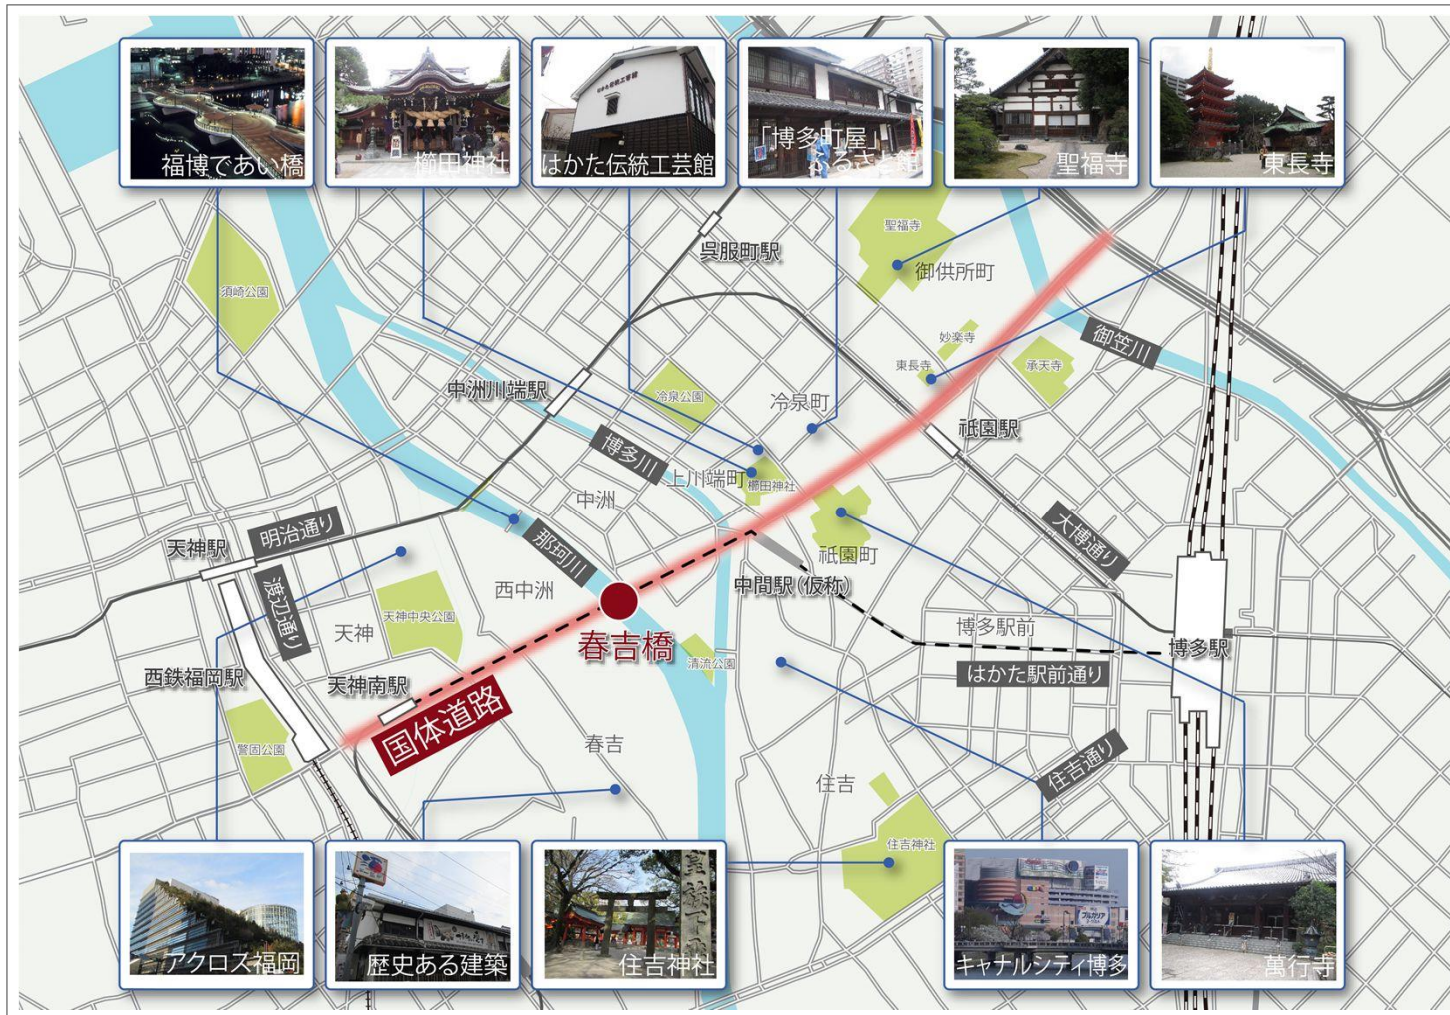 福博であい橋
櫛田神社
はかた伝統工芸館
「博多町屋」
ふるさと館
聖福寺
東長寺
聖福寺
御供所町
呉服町駅
須崎公園
妙楽寺
御笠川
東長寺
承天寺
中洲川端駅
冷泉公園
冷泉町
祇園駅
博多川
上川端町
櫛田神社
中洲
明治通り
大博通り
天神駅
那珂川
祇園町
渡辺通り
西中洲
中間駅(仮称)
天神中央公園
天神
春吉橋
博多駅前
博多駅
清流公園
はかた駅前通り
西鉄福岡駅
天神南駅
国体道路
警固公園
春吉
住吉通り
住吉
住吉神社
アクロス福岡
歴史ある建築
住吉神社
キャナルシティ博多
萬行寺